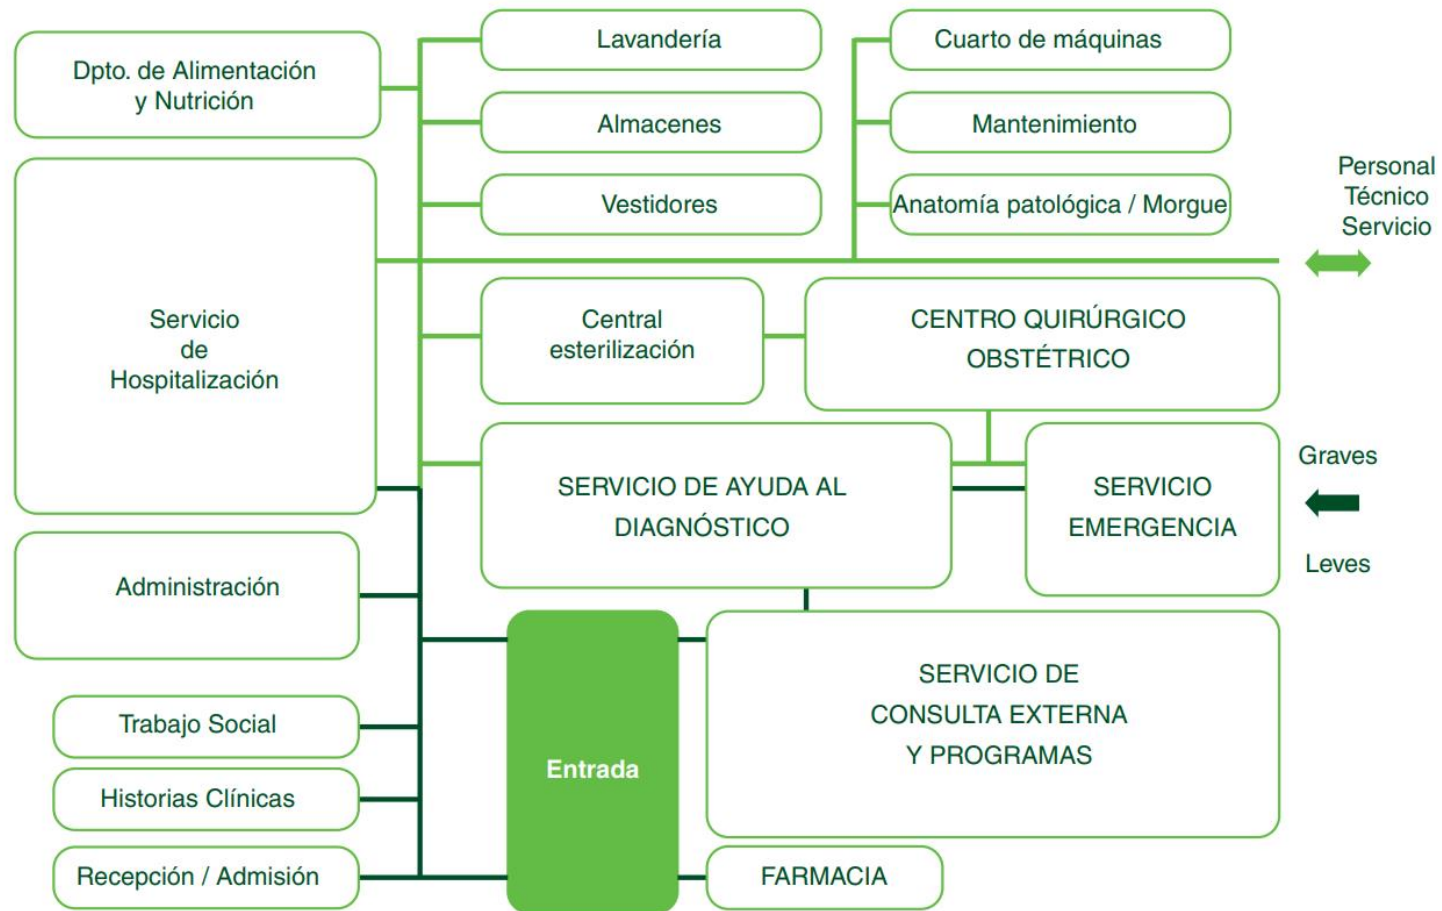 Dpto. de Alimentación
y Nutrición
Lavandería
Cuarto de máquinas
Almacenes
Mantenimiento
Vestidores
Anatomía patológica / Morgue
Personal
Técnico
Servicio
Servicio
de
Hospitalización
Central
esterilización
CENTRO QUIRÚRGICO
OBSTÉTRICO
SERVICIO DE AYUDA AL
DIAGNÓSTICO
SERVICIO
EMERGENCIA
Graves
Leves
Administración
Trabajo Social
Historias Clínicas
Recepción / Admisión
Entrada
SERVICIO DE
CONSULTA EXTERNA
Y PROGRAMAS
FARMACIA